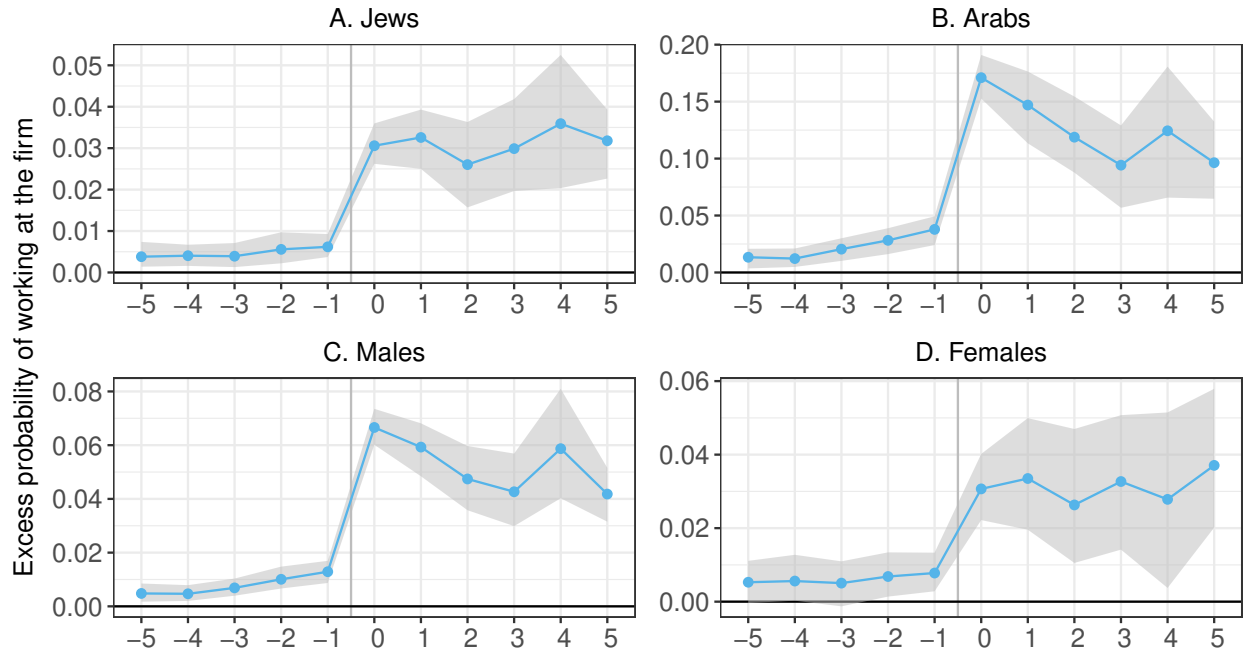 A. Jews
B. Arabs
Excess probability of working at the firm
0.05
0.04
0.03
0.02
0.01
0.00
−5 −4 −3 −2 −1 0 1 2 3 4 5
0.20
0.15
0.10
0.05
0.00
−5 −4 −3 −2 −1 0 1 2 3 4 5
C. Males
D. Females
0.08
0.06
0.04
0.02
0.00
−5 −4 −3 −2 −1 0 1 2 3 4 5
0.06
0.04
0.02
0.00
−5 −4 −3 −2 −1 0 1 2 3 4 5